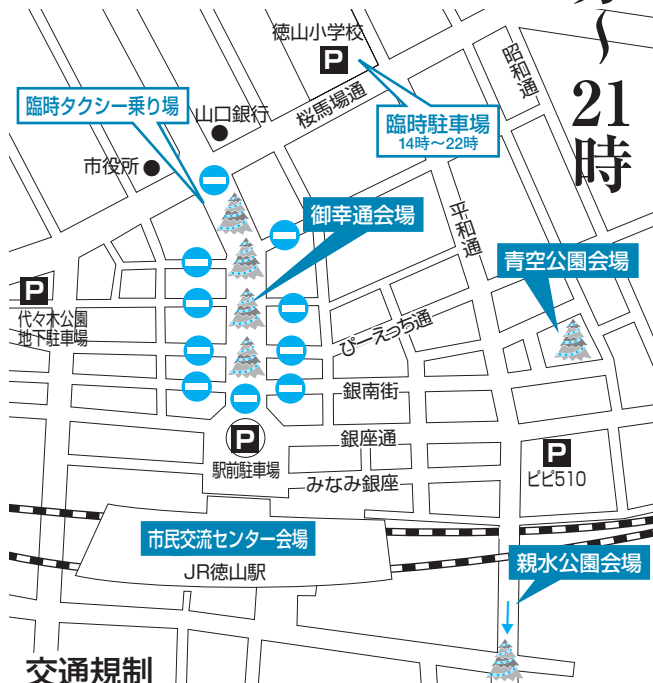 〜21時
徳山小学校
P
昭和通
臨時タクシー乗り場
山口銀行
桜馬場通
臨時駐車場
14時〜22時
市役所
御幸通会場
平和通
青空公園会場
P
代々木公園
地下駐車場
ぴーえっち通
銀南街
P
駅前駐車場
銀座通
P
ピピ510
みなみ銀座
市民交流センター会場
JR徳山駅
親水公園会場
交通規制